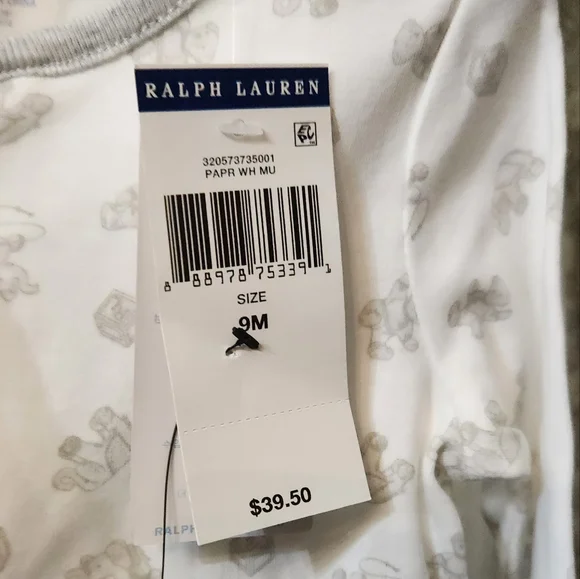 RALPH LAUREN
320573735001
PAPR WH MU
8 88978 75339 1
SIZE
9M
$39.50
RALPH